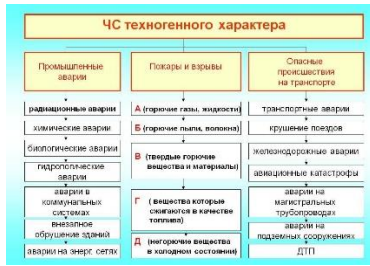 ЧС техногенного характера
Промышленные
аварии
радиационные аварии
химические аварии
биологические аварии
гидрологические
аварии
аварии в
коммунальных
системах
внезапное
обрушение зданий
аварии на энерг. сетях
Пожары и взрывы
А (горючие газы, жидкости)
Б (горючие пыли, волокна)
В (твердые горючие
вещества и материалы)
Г ( вещества которые
сжигаются в качестве
топлива)
Д (негорючие вещества
в холодном состоянии)
Опасные
происшествия
на транспорте
транспортные аварии
крушение поездов
железнодорожные аварии
авиационные катастрофы
аварии на
магистральных
трубопроводах
аварии на
подземных сооружениях
ДТП